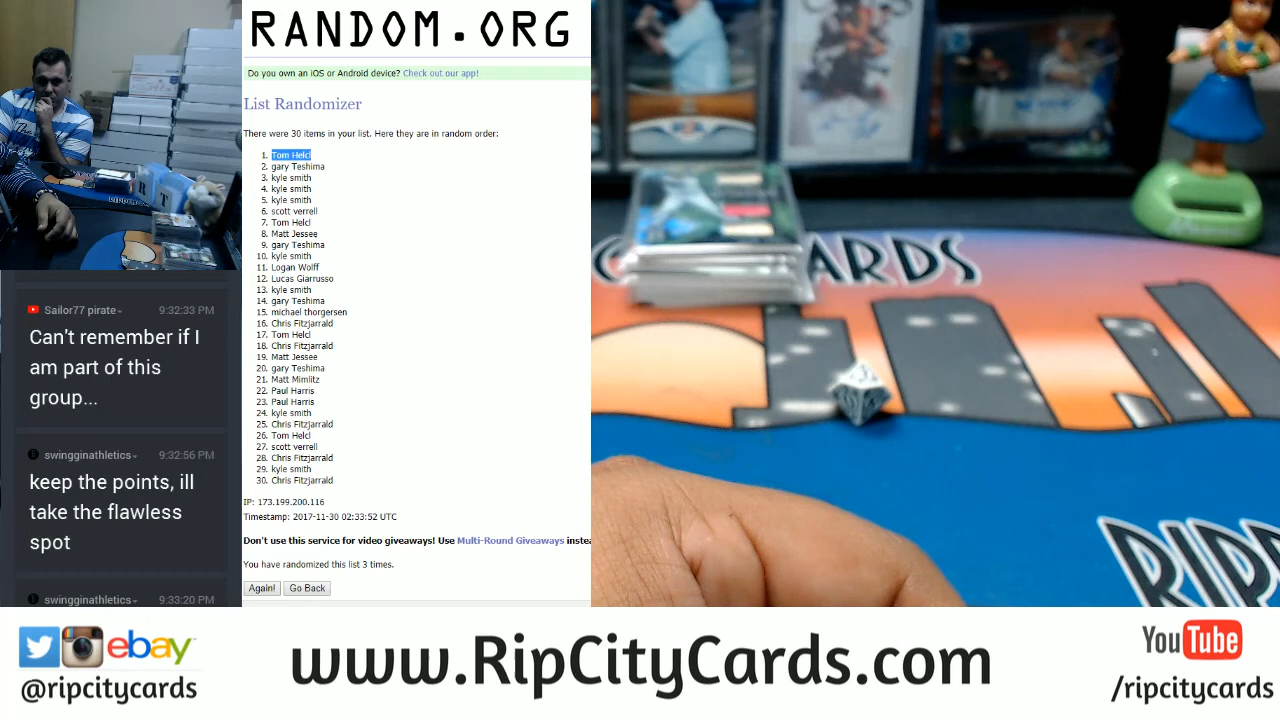 RANDOM.ORG
Do you own an iOS or Android device? Check out our app!
List Randomizer
There were 30 items in your list. Here they are in random order:
1. Tom Helcl
2. gary Teshima
3. kyle smith
4. kyle smith
5. kyle smith
6. scott verrell
7. Tom Helcl
8. Matt Jessee
9. gary Teshima
10. kyle smith
11. Logan Wolff
12. Lucas Giarrusso
13. kyle smith
14. gary Teshima
15. michael thorgersen
16. Chris Fitzjarrald
17. Tom Helcl
18. Chris Fitzjarrald
19. Matt Jessee
20. gary Teshima
21. Matt Mimlitz
22. Paul Harris
23. Paul Harris
24. kyle smith
25. Chris Fitzjarrald
26. Tom Helcl
27. scott verrell
28. Chris Fitzjarrald
29. kyle smith
30. Chris Fitzjarrald
IP: 173.199.200.116
Timestamp: 2017-11-30 02:33:52 UTC
Don't use this service for video giveaways! Use Multi-Round Giveaways inste
You have randomized this list 3 times.
Again! Go Back
Sailor77 pirate 9:32:33 PM
Can't remember if I
am part of this
group...
swingginathletics 9:32:56 PM
keep the points, ill
take the flawless
spot
swingginathletics 9:33:20 PM
R T
ARDS
RIP
ebay
@ripcitycards
www.RipCityCards.com
YouTube
/ripcitycards